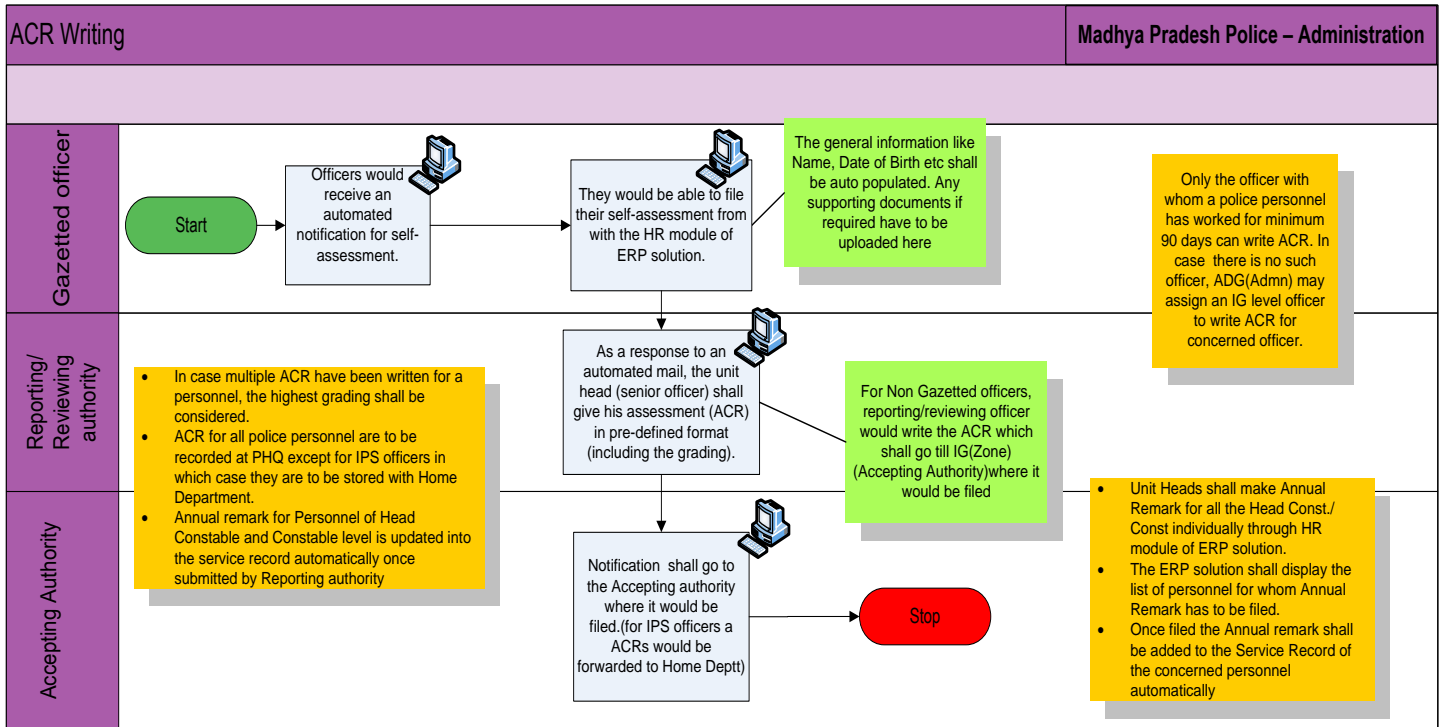 ACR Writing
Madhya Pradesh Police – Administration
Gazetted officer
Start
Officers would
receive an
automated
notification for self-
assessment.
They would be able to file
their self-assessment from
with the HR module of
ERP solution.
The general information like
Name, Date of Birth etc shall
be auto populated. Any
supporting documents if
required have to be
uploaded here
Only the officer with
whom a police personnel
has worked for minimum
90 days can write ACR. In
case there is no such
officer, ADG(Admn) may
assign an IG level officer
to write ACR for
concerned officer.
Reporting/
Reviewing
authority
• In case multiple ACR have been written for a
personnel, the highest grading shall be
considered.
• ACR for all police personnel are to be
recorded at PHQ except for IPS officers in
which case they are to be stored with Home
Department.
• Annual remark for Personnel of Head
Constable and Constable level is updated into
the service record automatically once
submitted by Reporting authority
As a response to an
automated mail, the unit
head (senior officer) shall
give his assessment (ACR)
in pre-defined format
(including the grading).
For Non Gazetted officers,
reporting/reviewing officer
would write the ACR which
shall go till IG(Zone)
(Accepting Authority)where it
would be filed
Accepting Authority
Notification shall go to
the Accepting authority
where it would be
filed.(for IPS officers a
ACRs would be
forwarded to Home Deptt)
Stop
• Unit Heads shall make Annual
Remark for all the Head Const./
Const individually through HR
module of ERP solution.
• The ERP solution shall display the
list of personnel for whom Annual
Remark has to be filed.
• Once filed the Annual remark shall
be added to the Service Record of
the concerned personnel
automatically